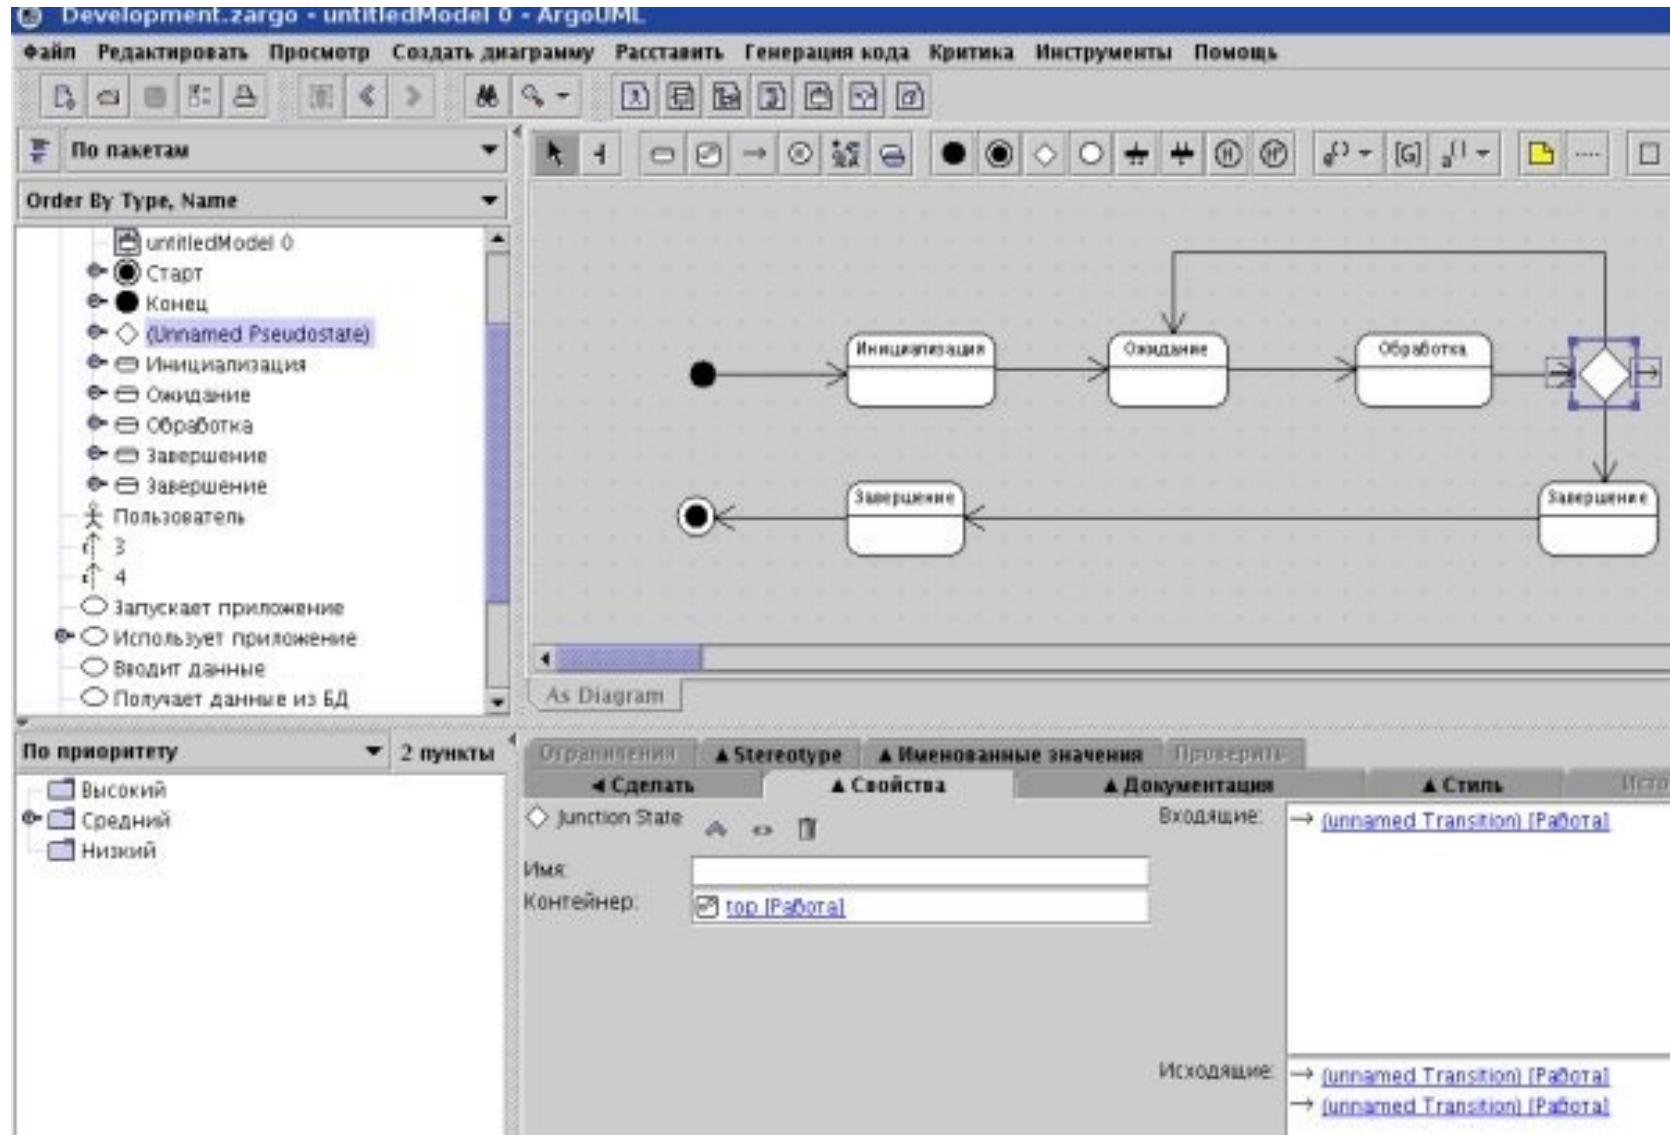 Development.zargo - untitledModel 0 - ArgoUML
Файл Редактировать Просмотр Создать диаграмму Расставить Генерация кода Критика Инструменты Помощь
По пакетам
Order By Type, Name
untitledModel 0
Старт
Конец
(Unnamed Pseudostate)
Инициализация
Ожидание
Обработка
Завершение
Завершение
Пользователь
3
4
Запускает приложение
Использует приложение
Вводит данные
Получает данные из БД
[G]
Инициализация Ожидание Обработка
Завершение Завершение
As Diagram
По приоритету 2 пункты
Высокий
Средний
Низкий
Ограничения Stereotype Именованные значения Проверить
Сделать Свойства Документация Стиль
Junction State
Имя:
Контейнер: top [Работа]
Входящие: (unnamed Transition) [Работа]
Исходящие: (unnamed Transition) [Работа]
(unnamed Transition) [Работа]